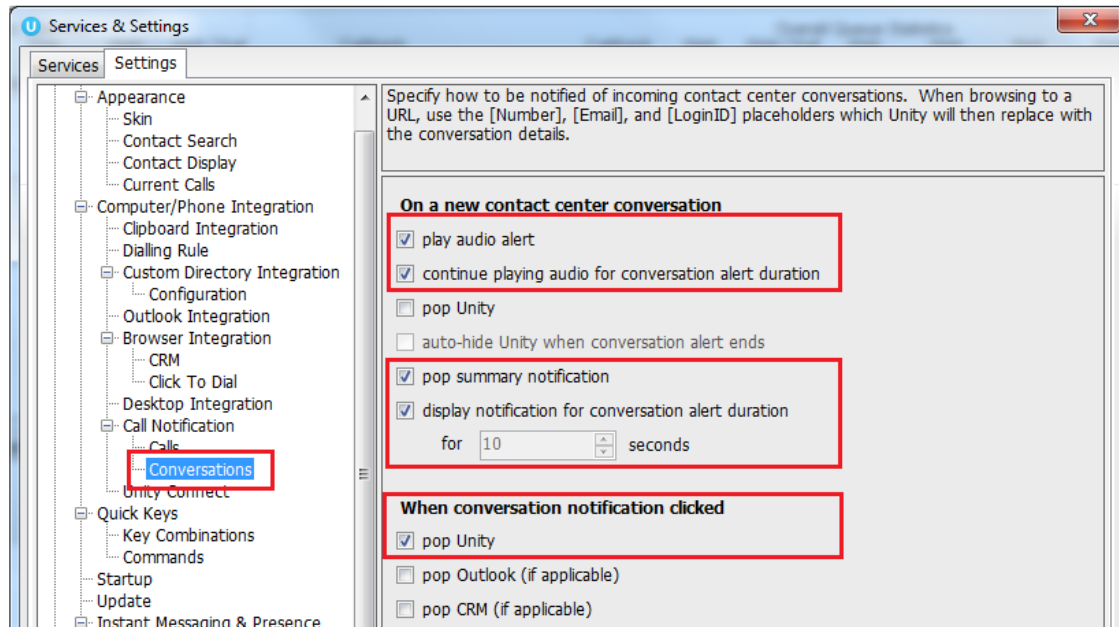 Services & Settings
Services
Settings
Appearance
Skin
Contact Search
Contact Display
Current Calls
Computer/Phone Integration
Clipboard Integration
Dialling Rule
Custom Directory Integration
Configuration
Outlook Integration
Browser Integration
CRM
Click To Dial
Desktop Integration
Call Notification
Calls
Conversations
Unity Connect
Quick Keys
Key Combinations
Commands
Startup
Update
Instant Messaging & Presence
Specify how to be notified of incoming contact center conversations. When browsing to a
URL, use the [Number], [Email], and [LoginID] placeholders which Unity will then replace with
the conversation details.
On a new contact center conversation
play audio alert
continue playing audio for conversation alert duration
pop Unity
auto-hide Unity when conversation alert ends
pop summary notification
display notification for conversation alert duration
for 10 seconds
When conversation notification clicked
pop Unity
pop Outlook (if applicable)
pop CRM (if applicable)